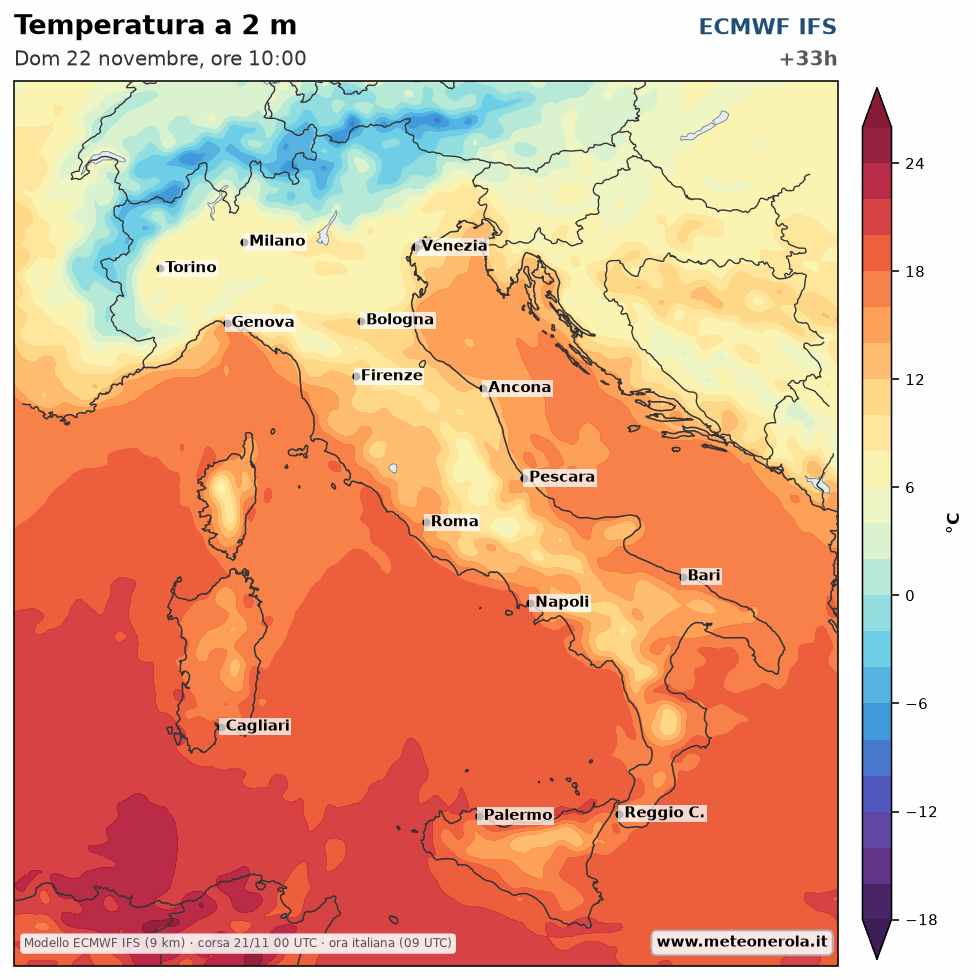 Temperatura a 2 m
ECMWF IFS
Dom 22 novembre, ore 10:00
+33h
Milano
Venezia
Torino
Genova
Bologna
Firenze
Ancona
Pescara
Roma
Bari
Napoli
Cagliari
Palermo
Reggio C.
24
18
12
6
0
−6
−12
−18
°C
Modello ECMWF IFS (9 km) · corsa 21/11 00 UTC · ora italiana (09 UTC)
www.meteonerola.it